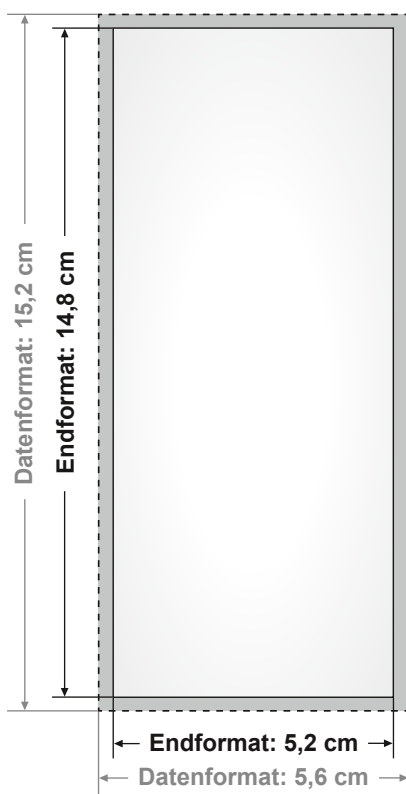 Datenformat: 15,2 cm
Endformat: 14,8 cm
Endformat: 5,2 cm
Datenformat: 5,6 cm